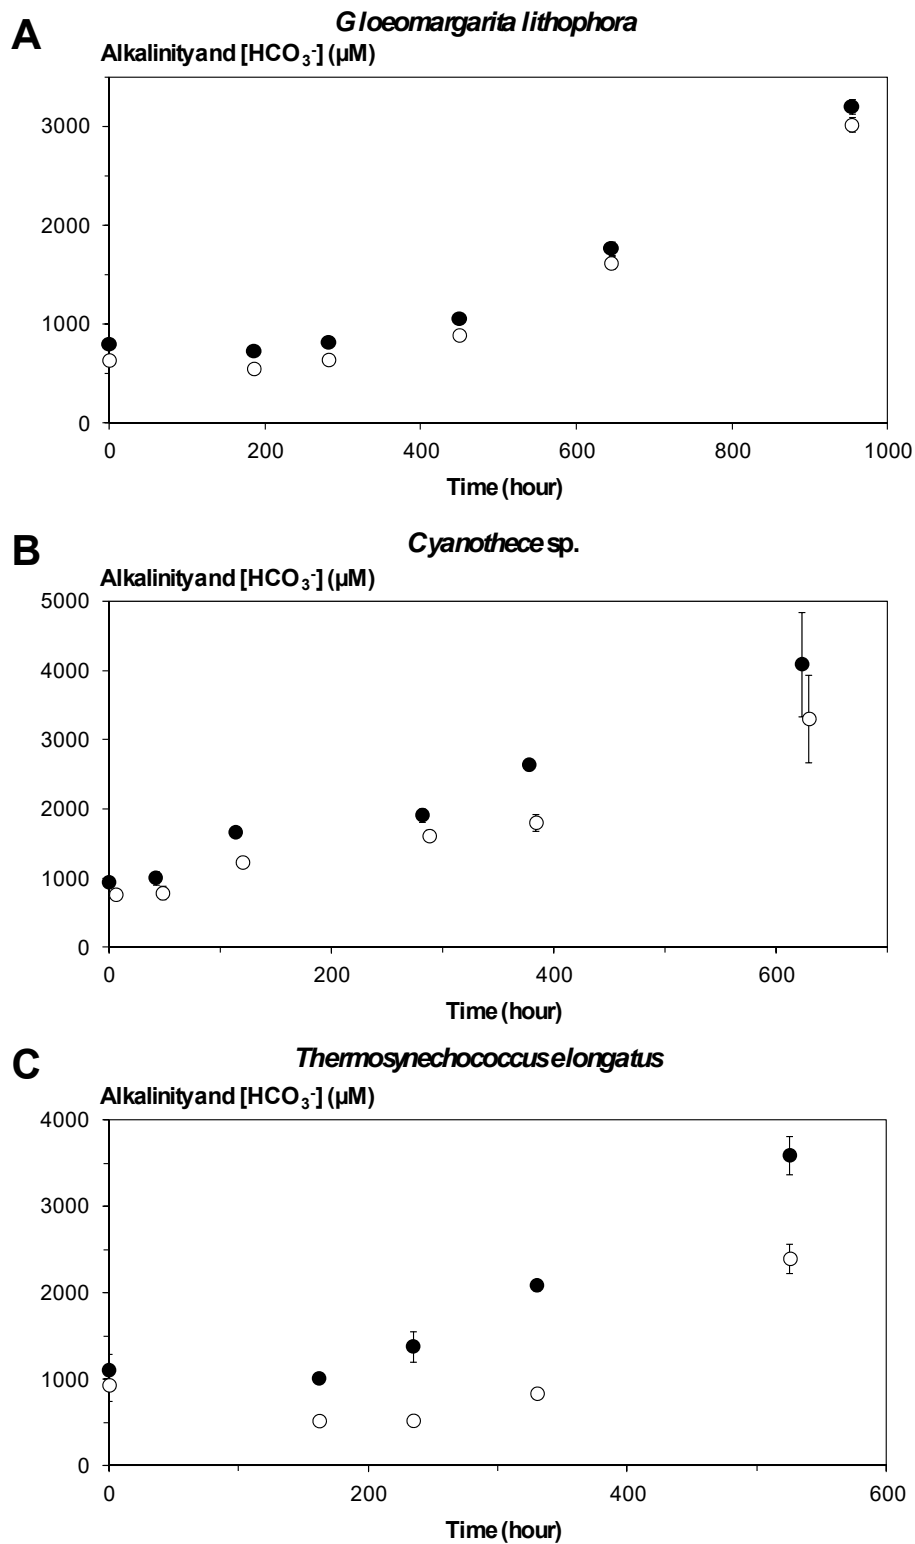 A
Gloeomargarita lithophora
Alkalinity and [HCO3-] (µM)
3000
2000
1000
0
0 200 400 600 800 1000
Time (hour)
B
Cyanothece sp.
Alkalinity and [HCO3-] (µM)
5000
4000
3000
2000
1000
0
0 200 400 600
Time (hour)
C
Thermosynechococcus elongatus
Alkalinity and [HCO3-] (µM)
4000
3000
2000
1000
0
0 200 400 600
Time (hour)